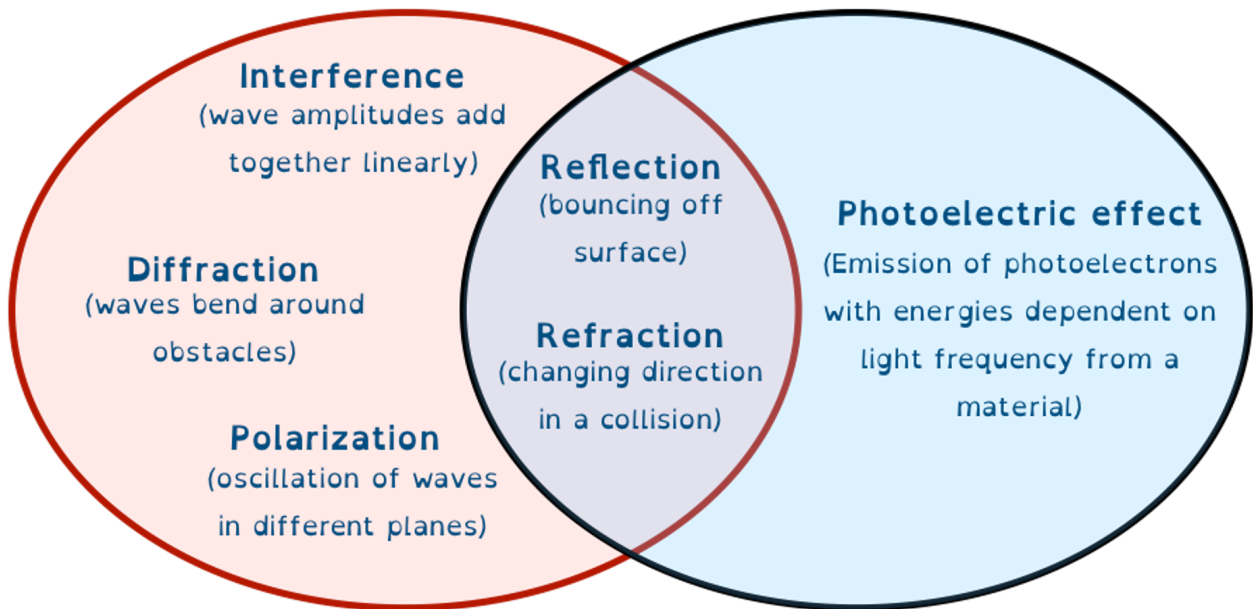 Interference
(wave amplitudes add
together linearly)
Diffraction
(waves bend around
obstacles)
Polarization
(oscillation of waves
in different planes)
Reflection
(bouncing off
surface)
Refraction
(changing direction
in a collision)
Photoelectric effect
(Emission of photoelectrons
with energies dependent on
light frequency from a
material)